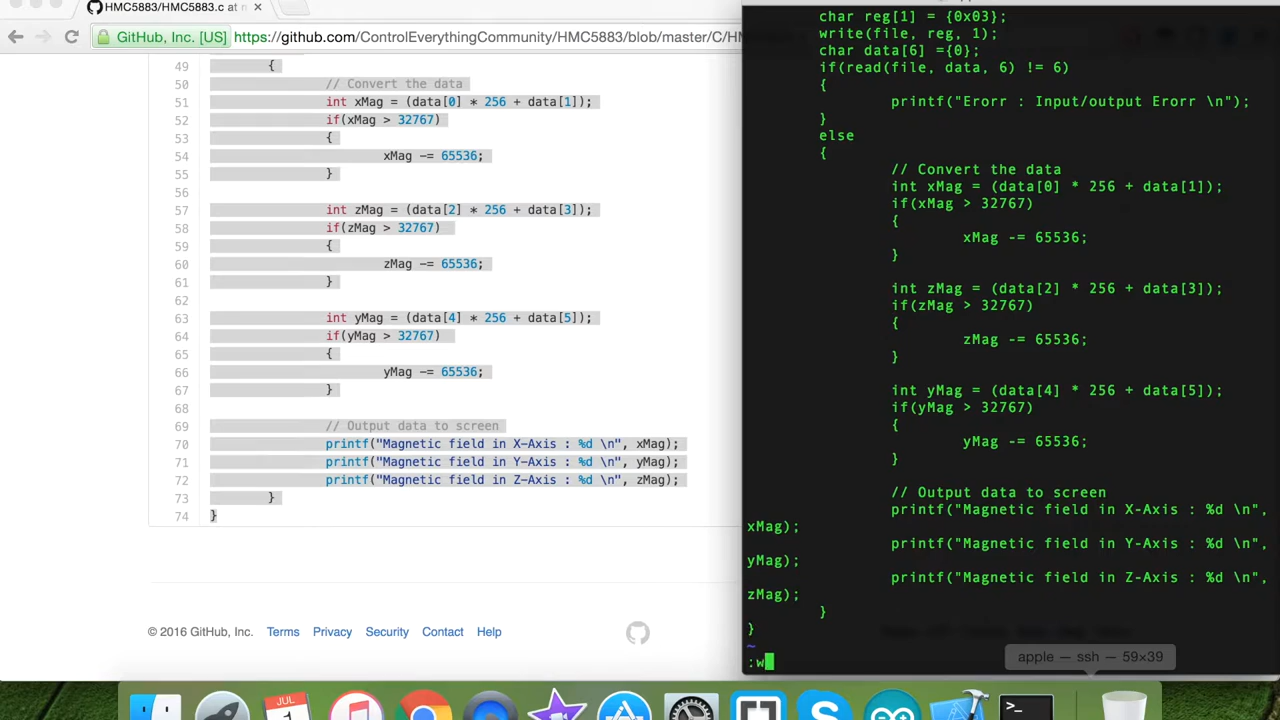 HMC5883/HMC5883.c at
GitHub, Inc. [US] https://github.com/ControlEverythingCommunity/HMC5883/blob/master/C/H
49 {
50 // Convert the data
51 int xMag = (data[0] * 256 + data[1]);
52 if(xMag > 32767)
53 {
54 xMag -= 65536;
55 }
56
57 int zMag = (data[2] * 256 + data[3]);
58 if(zMag > 32767)
59 {
60 zMag -= 65536;
61 }
62
63 int yMag = (data[4] * 256 + data[5]);
64 if(yMag > 32767)
65 {
66 yMag -= 65536;
67 }
68
69 // Output data to screen
70 printf("Magnetic field in X-Axis : %d \n", xMag);
71 printf("Magnetic field in Y-Axis : %d \n", yMag);
72 printf("Magnetic field in Z-Axis : %d \n", zMag);
73 }
74 }
© 2016 GitHub, Inc. Terms Privacy Security Contact Help
char reg[1] = {0x03};
write(file, reg, 1);
char data[6] ={0};
if(read(file, data, 6) != 6)
{
printf("Erorr : Input/output Erorr \n");
}
else
{
// Convert the data
int xMag = (data[0] * 256 + data[1]);
if(xMag > 32767)
{
xMag -= 65536;
}
int zMag = (data[2] * 256 + data[3]);
if(zMag > 32767)
{
zMag -= 65536;
}
int yMag = (data[4] * 256 + data[5]);
if(yMag > 32767)
{
yMag -= 65536;
}
// Output data to screen
printf("Magnetic field in X-Axis : %d \n",
xMag);
printf("Magnetic field in Y-Axis : %d \n",
yMag);
printf("Magnetic field in Z-Axis : %d \n",
zMag);
}
}
~
:w
apple — ssh — 59×39
JUL
1
>_